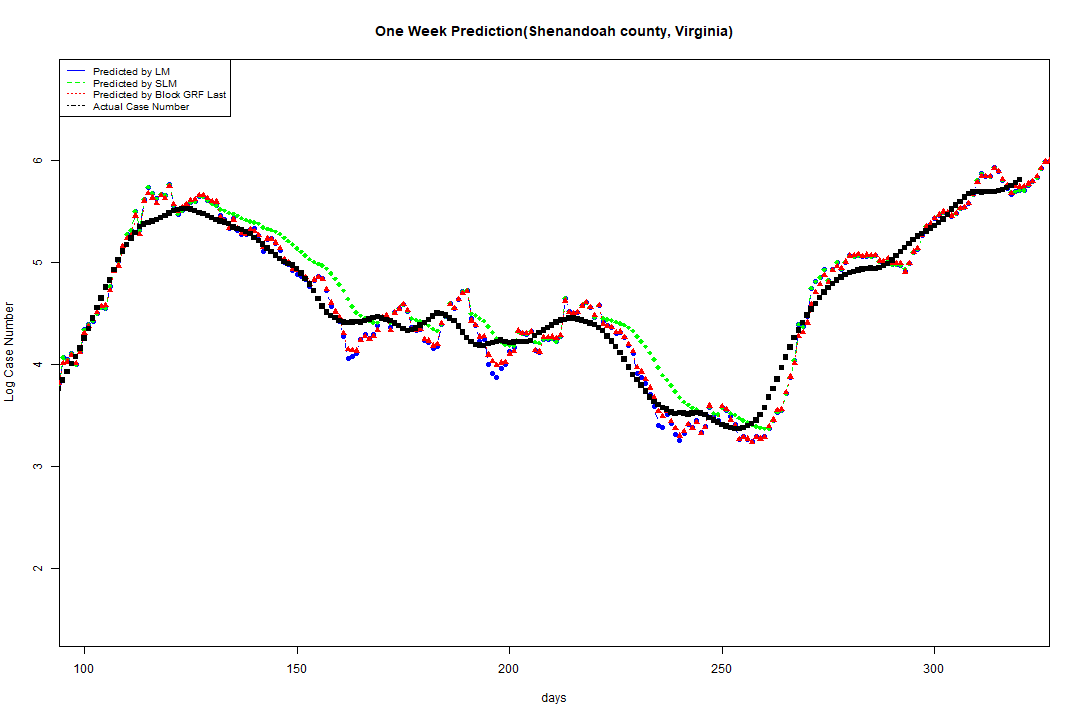 One Week Prediction(Shenandoah county, Virginia)
Predicted by LM
Predicted by SLM
Predicted by Block GRF Last
Actual Case Number
6
5
4
3
2
Log Case Number
100 150 200 250 300
days